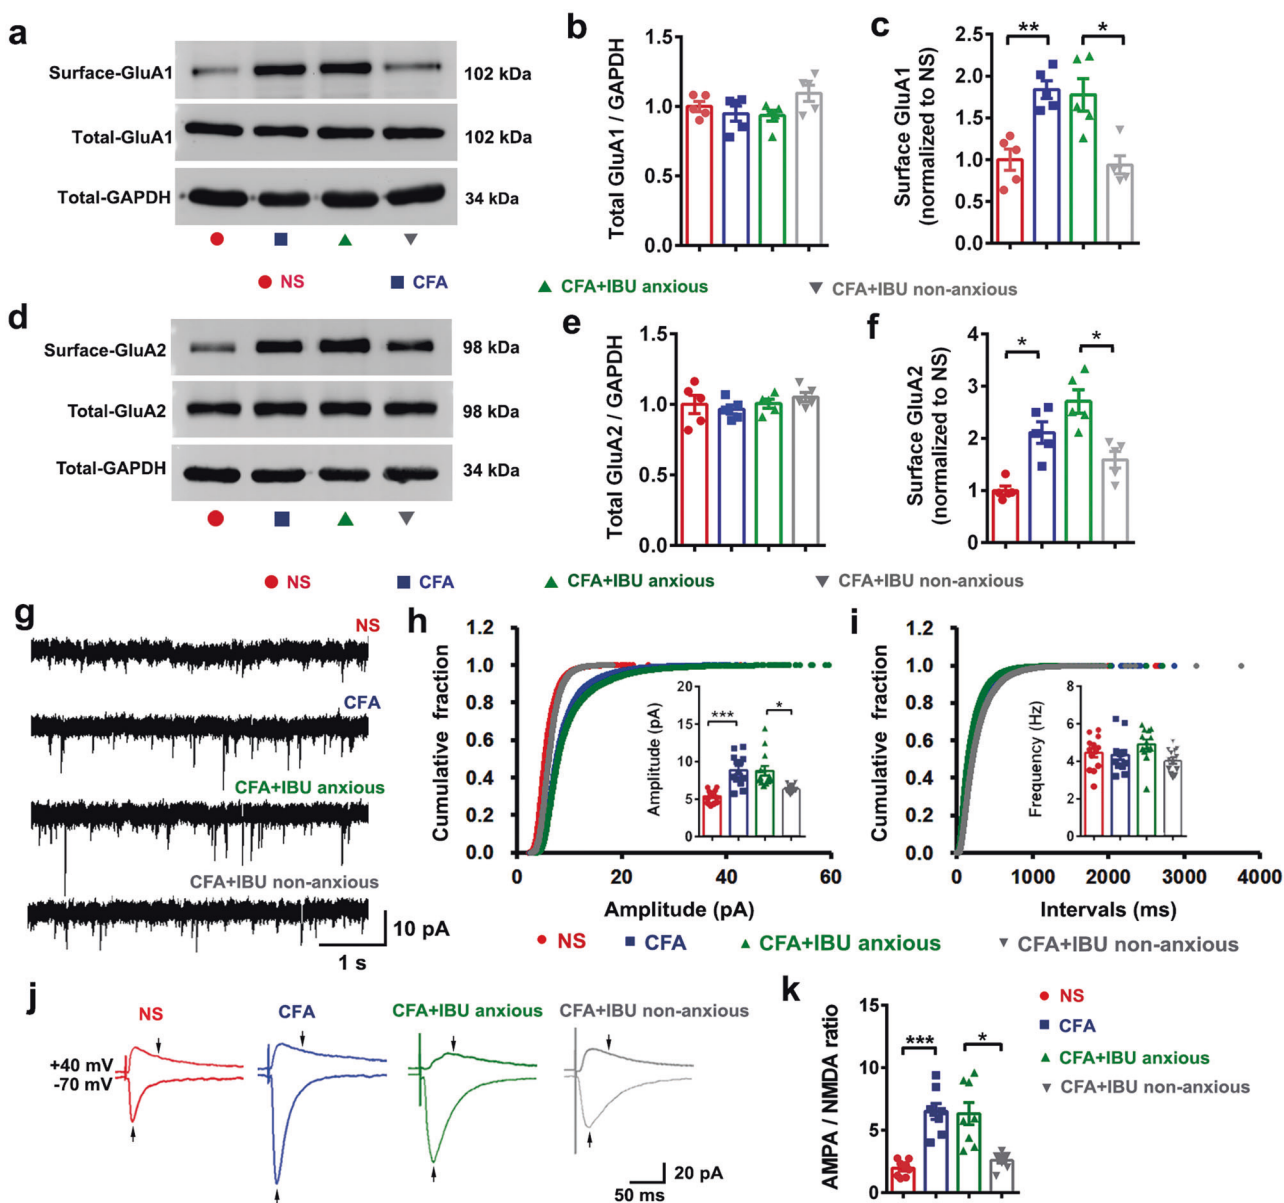 a
Surface-GluA1
102 kDa
Total-GluA1
102 kDa
Total-GAPDH
34 kDa
b
Total GluA1 / GAPDH
1.5
1.0
0.5
0.0
c
Surface GluA1
(normalized to NS)
2.5
2.0
1.5
1.0
0.5
0.0
** *
NS CFA CFA+IBU anxious CFA+IBU non-anxious
d
Surface-GluA2
98 kDa
Total-GluA2
98 kDa
Total-GAPDH
34 kDa
e
Total GluA2 / GAPDH
1.5
1.0
0.5
0.0
f
Surface GluA2
(normalized to NS)
4
3
2
1
0
* *
NS CFA CFA+IBU anxious CFA+IBU non-anxious
g
NS
CFA
CFA+IBU anxious
CFA+IBU non-anxious
10 pA
1 s
h
Cumulative fraction
1.2
1.0
0.8
0.6
0.4
0.2
0.0
0 20 40 60
Amplitude (pA)
Amplitude (pA)
20
15
10
5
0
*** *
i
Cumulative fraction
1.2
1.0
0.8
0.6
0.4
0.2
0.0
0 1000 2000 3000 4000
Intervals (ms)
Frequency (Hz)
8
6
4
2
0
NS CFA CFA+IBU anxious CFA+IBU non-anxious
j
NS
CFA
CFA+IBU anxious
CFA+IBU non-anxious
+40 mV
-70 mV
20 pA
50 ms
k
AMPA / NMDA ratio
15
10
5
0
*** *
NS
CFA
CFA+IBU anxious
CFA+IBU non-anxious